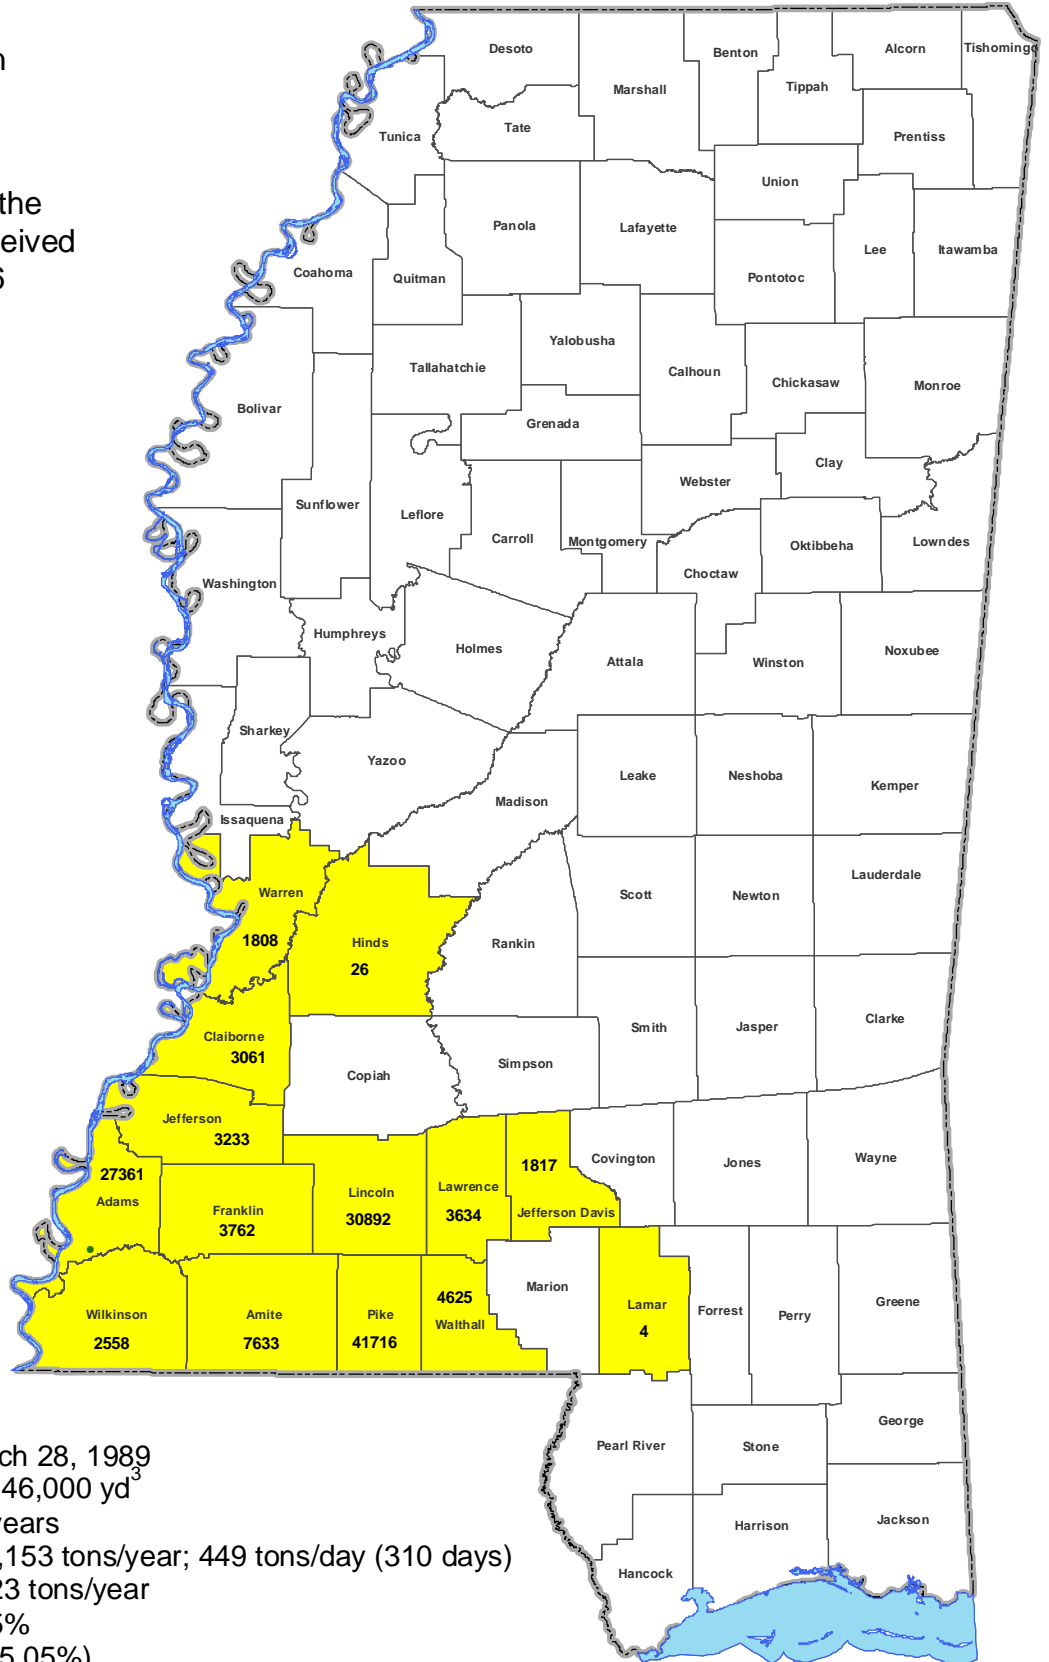 the
Desoto
Benton
Alcorn
Tishomingo
Marshall
Tippah
Tate
Tunica
Prentiss
Union
Panola
Lafayette
Lee
Itawamba
Coahoma
Quitman
Pontotoc
Yalobusha
Tallahatchie
Calhoun
Chickasaw
Monroe
Bolivar
Grenada
Clay
Webster
Sunflower
Leflore
Carroll
Montgomery
Oktibbeha
Lowndes
Washington
Choctaw
Humphreys
Holmes
Attala
Winston
Noxubee
Sharkey
Yazoo
Leake
Neshoba
Kemper
Madison
Issaquena
Lauderdale
Warren
1808
Scott
Newton
Hinds
26
Rankin
Claiborne
3061
Smith
Jasper
Clarke
Copiah
Simpson
Jefferson
3233
27361
Adams
Franklin
3762
Lincoln
30892
Lawrence
3634
1817
Jefferson Davis
Covington
Jones
Wayne
Wilkinson
2558
Amite
7633
Pike
41716
4625
Walthall
Marion
Lamar
4
Forrest
Perry
Greene
Pearl River
Stone
George
Harrison
Jackson
Hancock
ch 28, 1989
46,000 yd3
years
,153 tons/year; 449 tons/day (310 days)
23 tons/year
5%
5.05%)